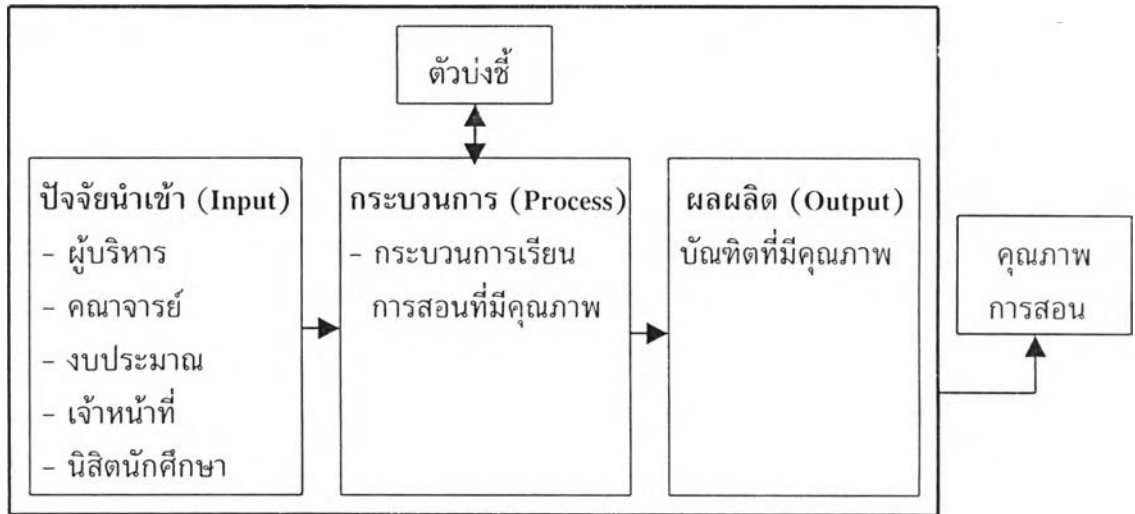 ตัวบ่งชี้
ปัจจัยนำเข้า (Input)
- ผู้บริหาร
- คณาจารย์
- งบประมาณ
- เจ้าหน้าที่
- นิสิตนักศึกษา
กระบวนการ (Process)
- กระบวนการเรียน
การสอนที่มีคุณภาพ
ผลผลิต (Output)
บัณฑิตที่มีคุณภาพ
คุณภาพ
การสอน